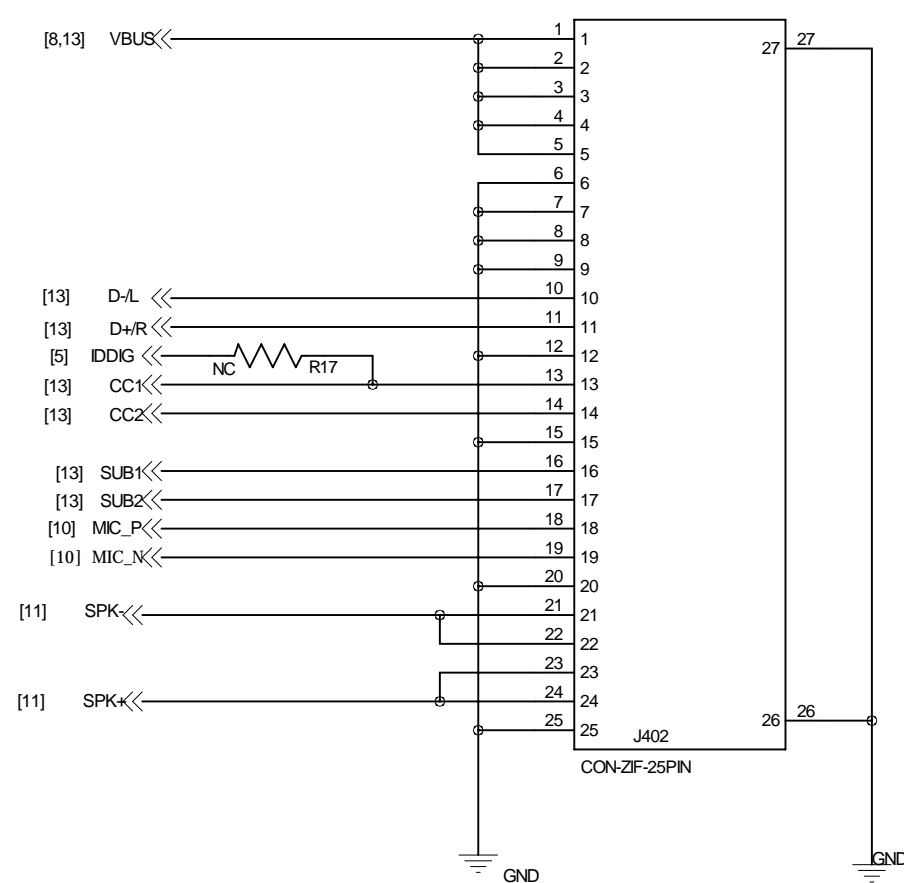 [8,13] VBUS 1 1
27 27
2 2
3 3
4 4
5 5
6 6
7 7
8 8
9 9
[13] D-/L 10 10
[13] D+/R 11 11
[5] IDDIG NC R17 12 12
[13] CC1 13 13
[13] CC2 14 14
15 15
[13] SUB1 16 16
[13] SUB2 17 17
[10] MIC_P 18 18
[10] MIC_N 19 19
20 20
[11] SPK- 21 21
22 22
23 23
[11] SPK+ 24 24
26 26
25 25
J402
CON-ZIF-25PIN
GND
GND